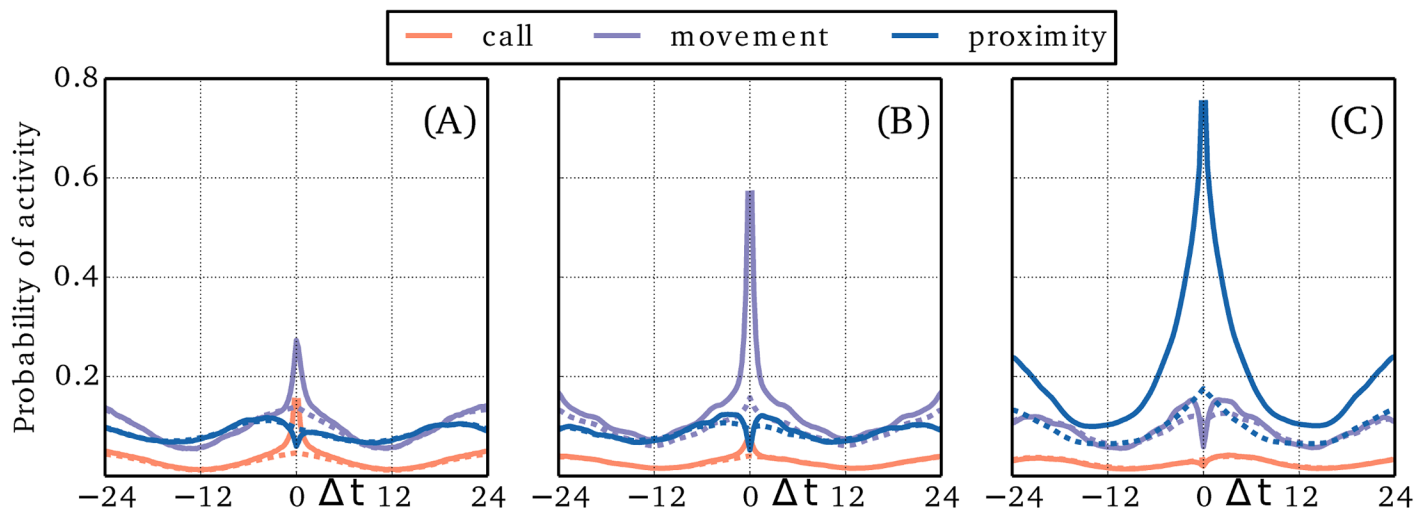 call movement proximity
Probability of activity
0.8
0.6
0.4
0.2
(A) (B) (C)
−24 −12 0 Δt 12 24 −24 −12 0 Δt 12 24 −24 −12 0 Δt 12 24